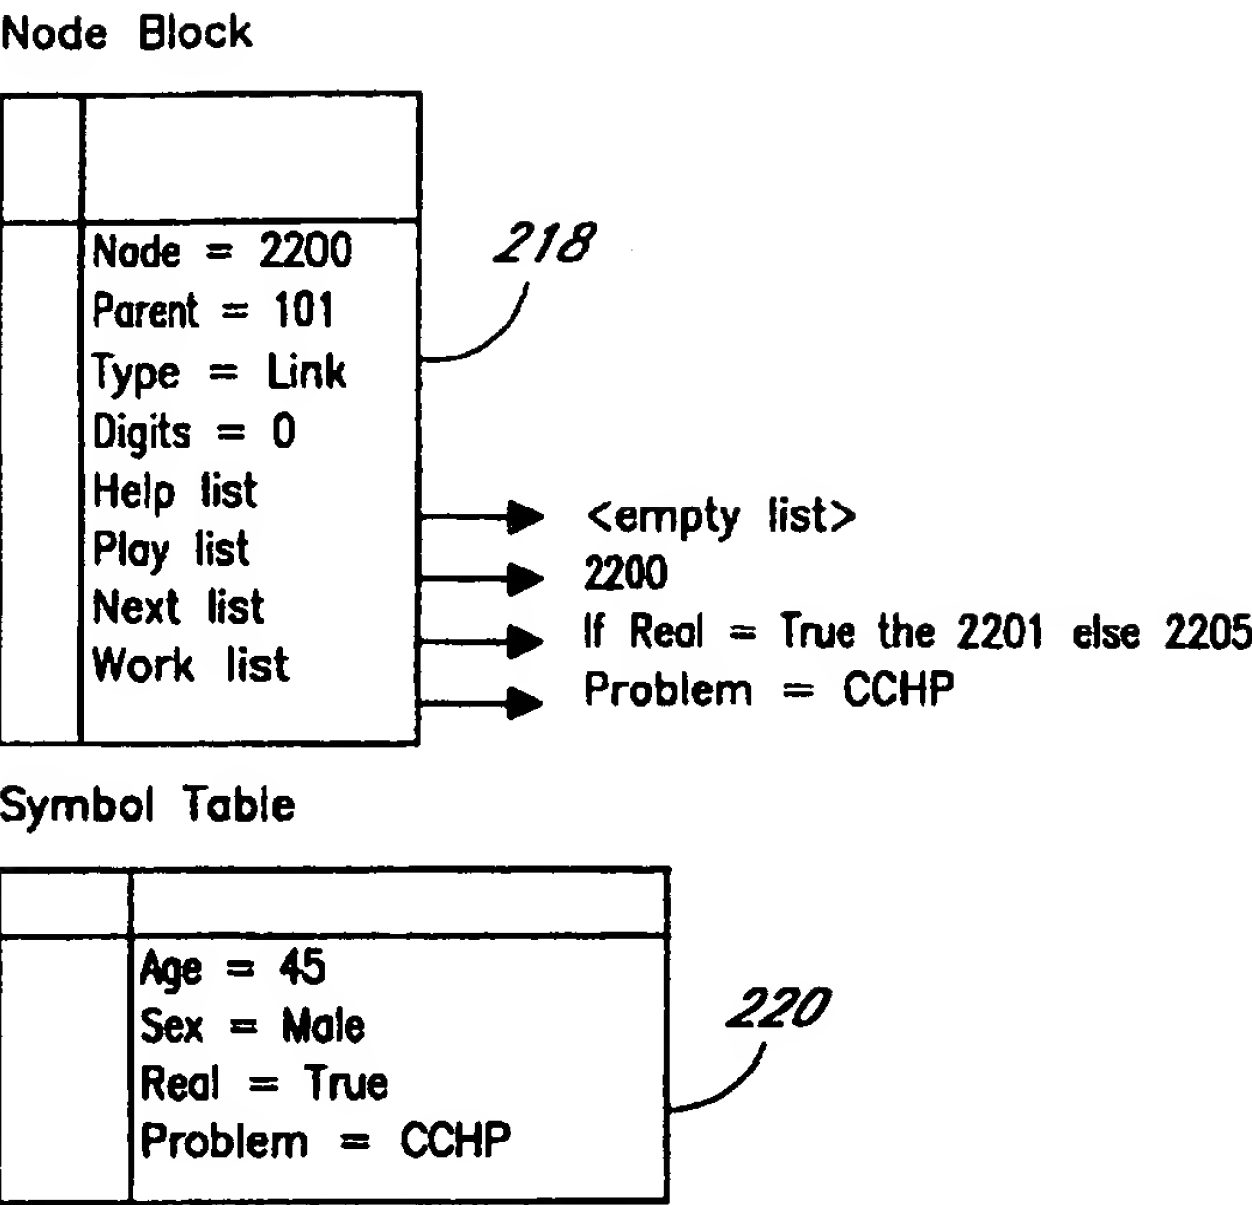 Node Block
Node = 2200
218
Parent = 101
Type = Link
Digits = 0
Help list
<empty list>
Play list
2200
Next list
If Real = True the 2201 else 2205
Work list
Problem = CCHP
Symbol Table
Age = 45
Sex = Male
220
Real = True
Problem = CCHP